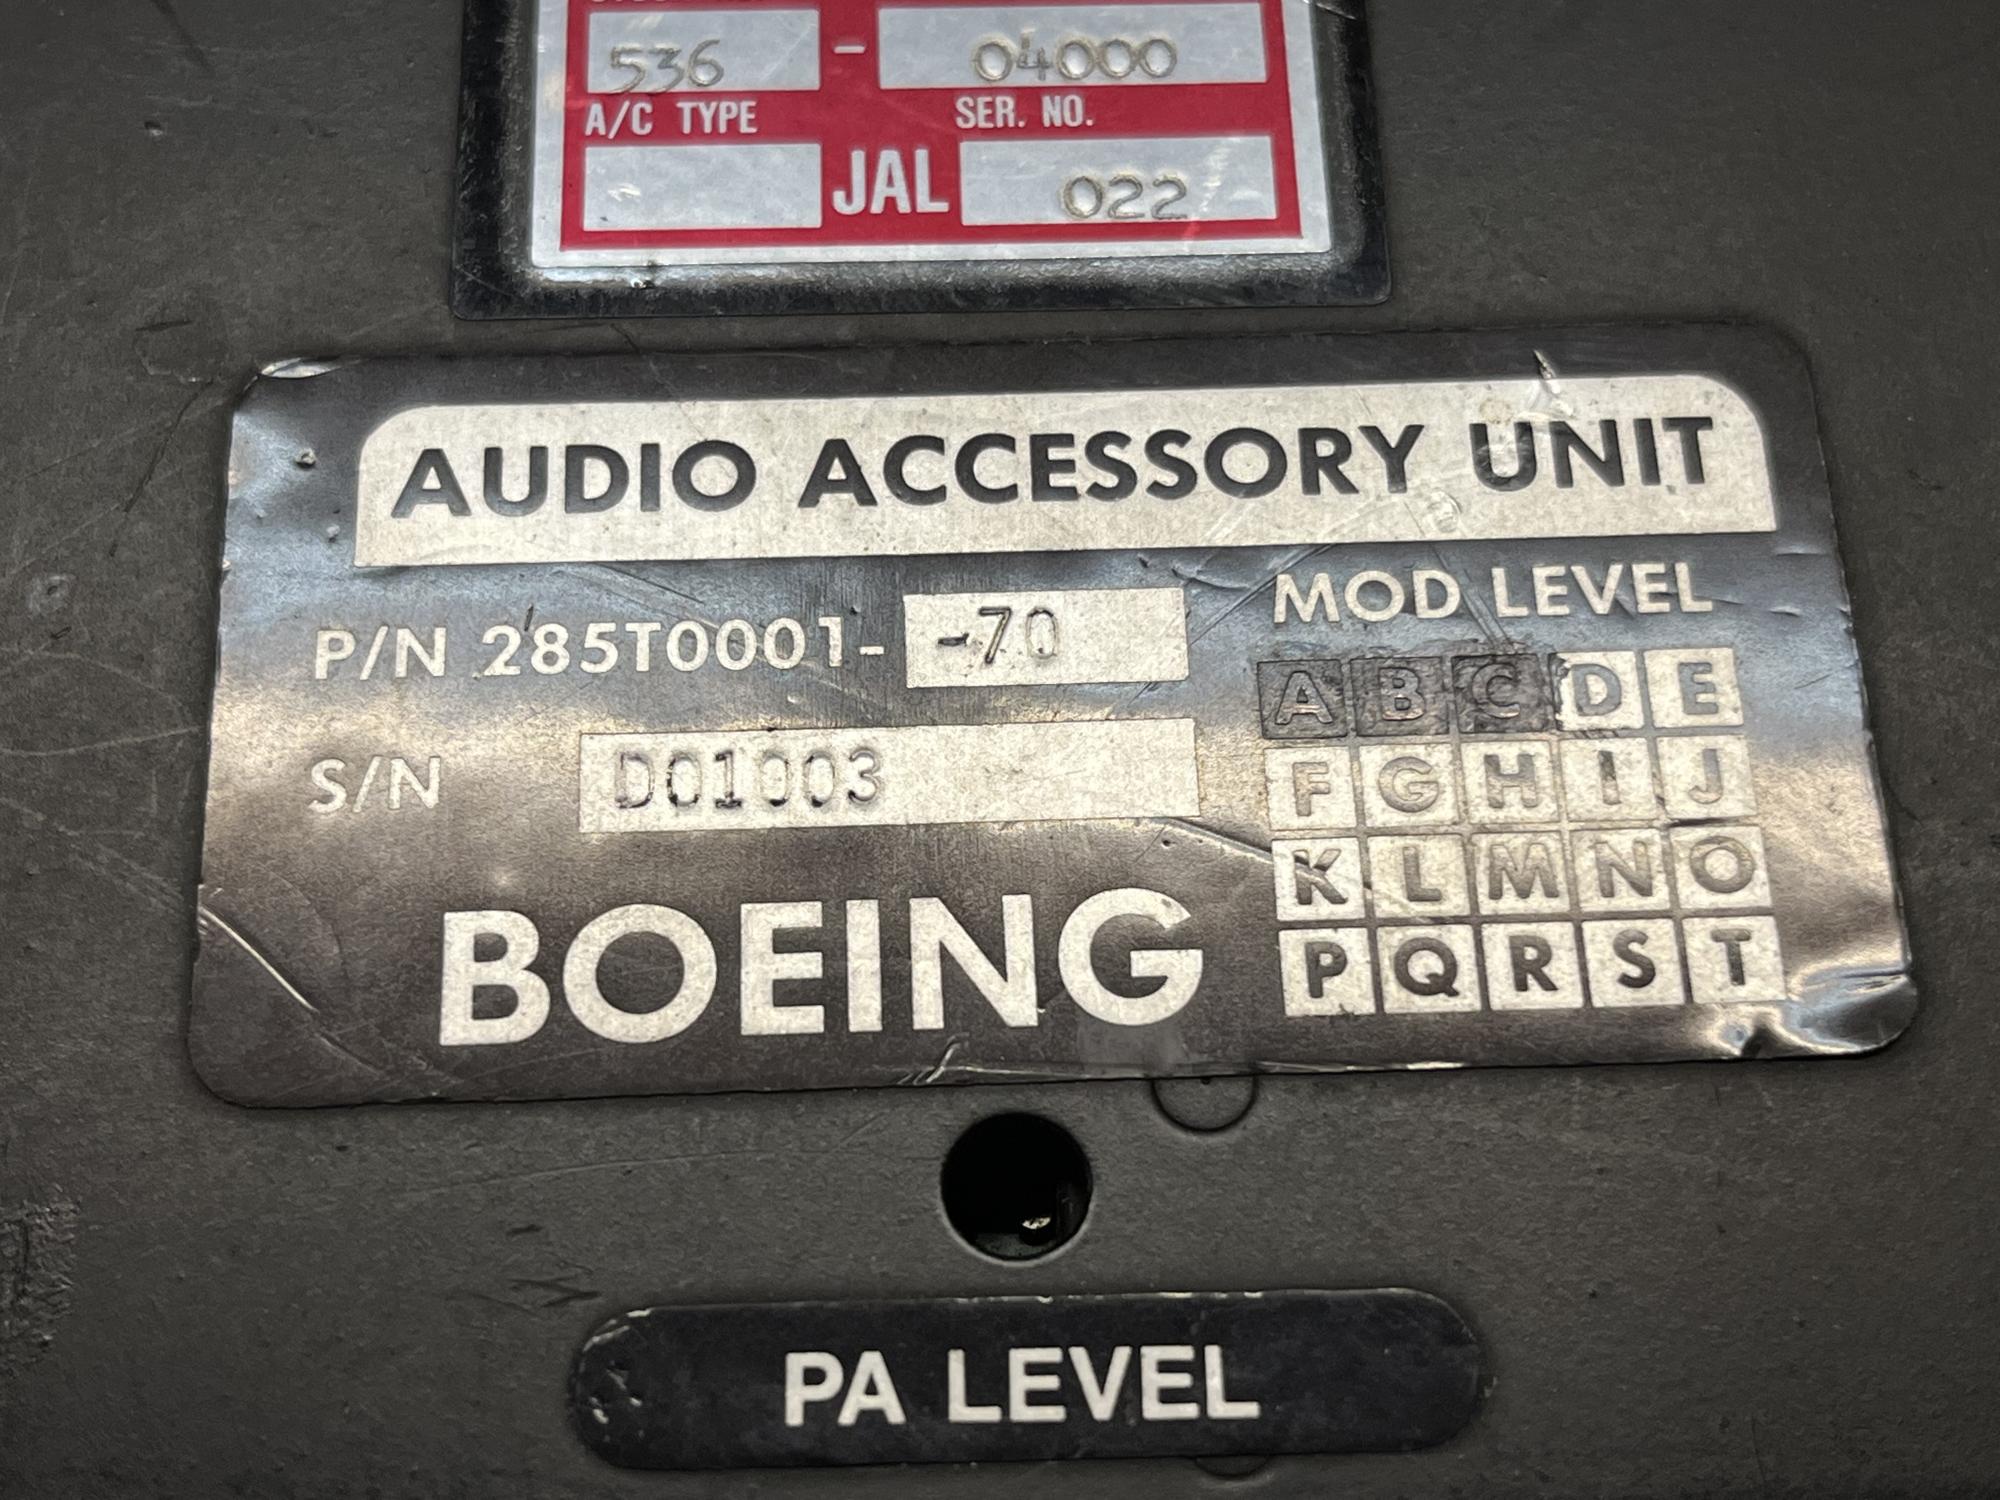 536 - 04000
A/C TYPE SER. NO.
JAL 022
AUDIO ACCESSORY UNIT
P/N 285T0001- -70
S/N D01003
BOEING
MOD LEVEL
A B C D E
F G H I J
K L M N O
P Q R S T
PA LEVEL